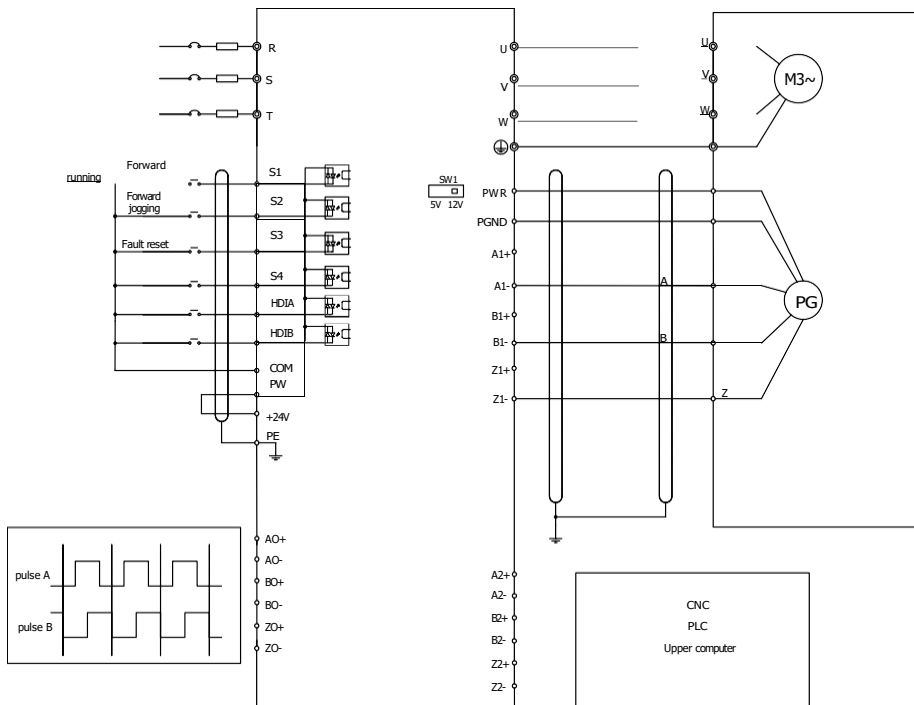 R
S
T
Forward
running
Forward
jogging
Fault reset
S1
S2
S3
S4
HDIA
HDIB
COM
PW
+24V
PE
U
V
W
U
V
W
M3~
SW1
5V 12V
PWR
PGND
A1+
A1-
B1+
B1-
Z1+
Z1-
A
B
Z
PG
pulse A
pulse B
AO+
AO-
BO+
BO-
ZO+
ZO-
A2+
A2-
B2+
B2-
Z2+
Z2-
CNC
PLC
Upper computer